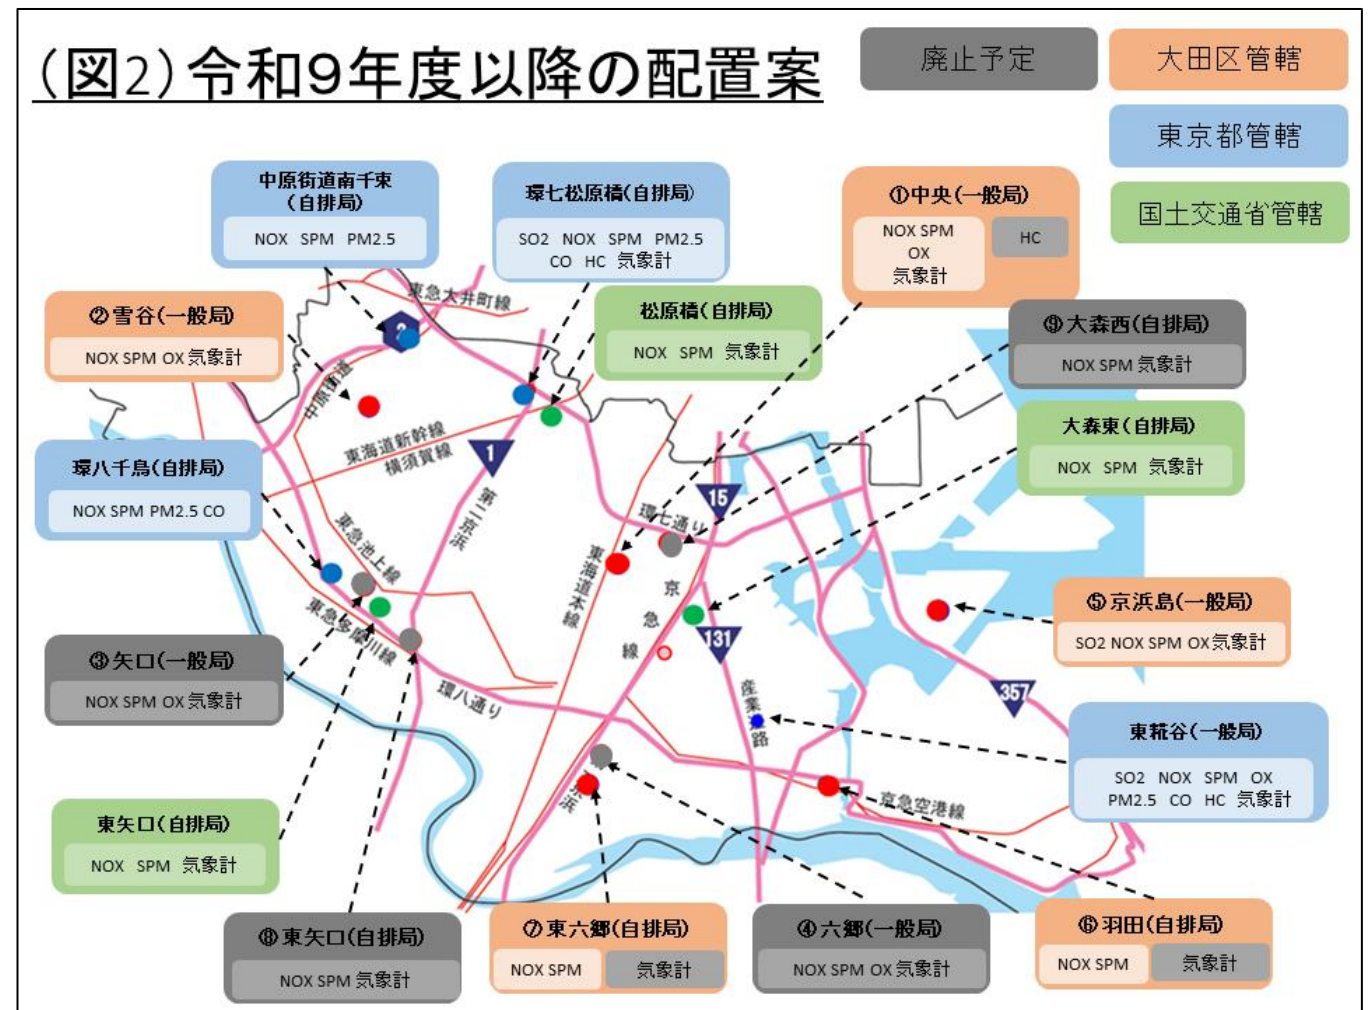 (図2)令和9年度以降の配置案
廃止予定
大田区管轄
東京都管轄
国土交通省管轄
中原街道南千束
(自排局)
NOX SPM PM2.5
環七松原橋(自排局)
SO2 NOX SPM PM2.5
CO HC 気象計
①中央(一般局)
NOX SPM
OX
気象計
HC
②雪谷(一般局)
NOX SPM OX 気象計
松原橋(自排局)
NOX SPM 気象計
⑨大森西(自排局)
NOX SPM 気象計
大森東(自排局)
NOX SPM 気象計
環八千鳥(自排局)
NOX SPM PM2.5 CO
⑤京浜島(一般局)
SO2 NOX SPM OX 気象計
③矢口(一般局)
NOX SPM OX 気象計
東糀谷(一般局)
SO2 NOX SPM OX
PM2.5 CO HC 気象計
東矢口(自排局)
NOX SPM 気象計
⑧東矢口(自排局)
NOX SPM 気象計
⑦東六郷(自排局)
NOX SPM
気象計
④六郷(一般局)
NOX SPM OX 気象計
⑥羽田(自排局)
NOX SPM
気象計
東急大井町線
中原街道
東海道新幹線
横須賀線
1
第二京浜
東急池上線
東急多摩川線
環八通り
東海道本線
環七通り
15
京急線
131
産業道路
357
京急空港線
京浜